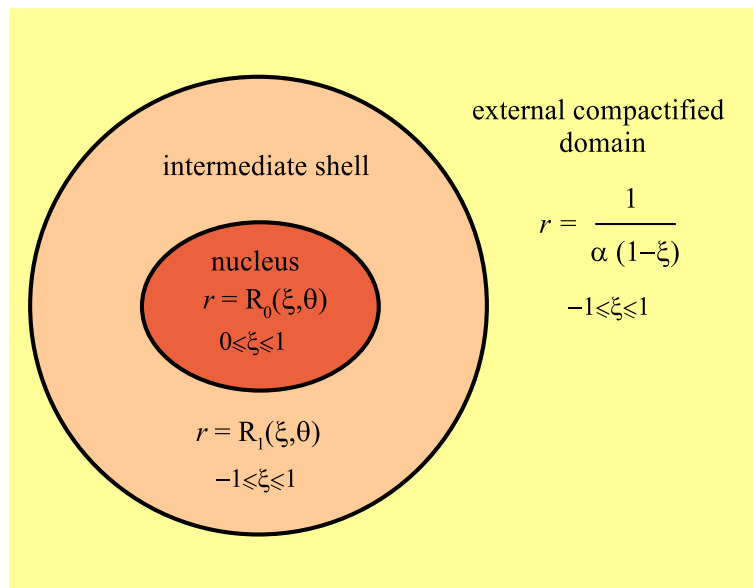 external compactified
domain
r = 1 / α (1−ξ)
−1⩽ξ⩽1
intermediate shell
nucleus
r = R₀(ξ,θ)
0⩽ξ⩽1
r = R₁(ξ,θ)
−1⩽ξ⩽1